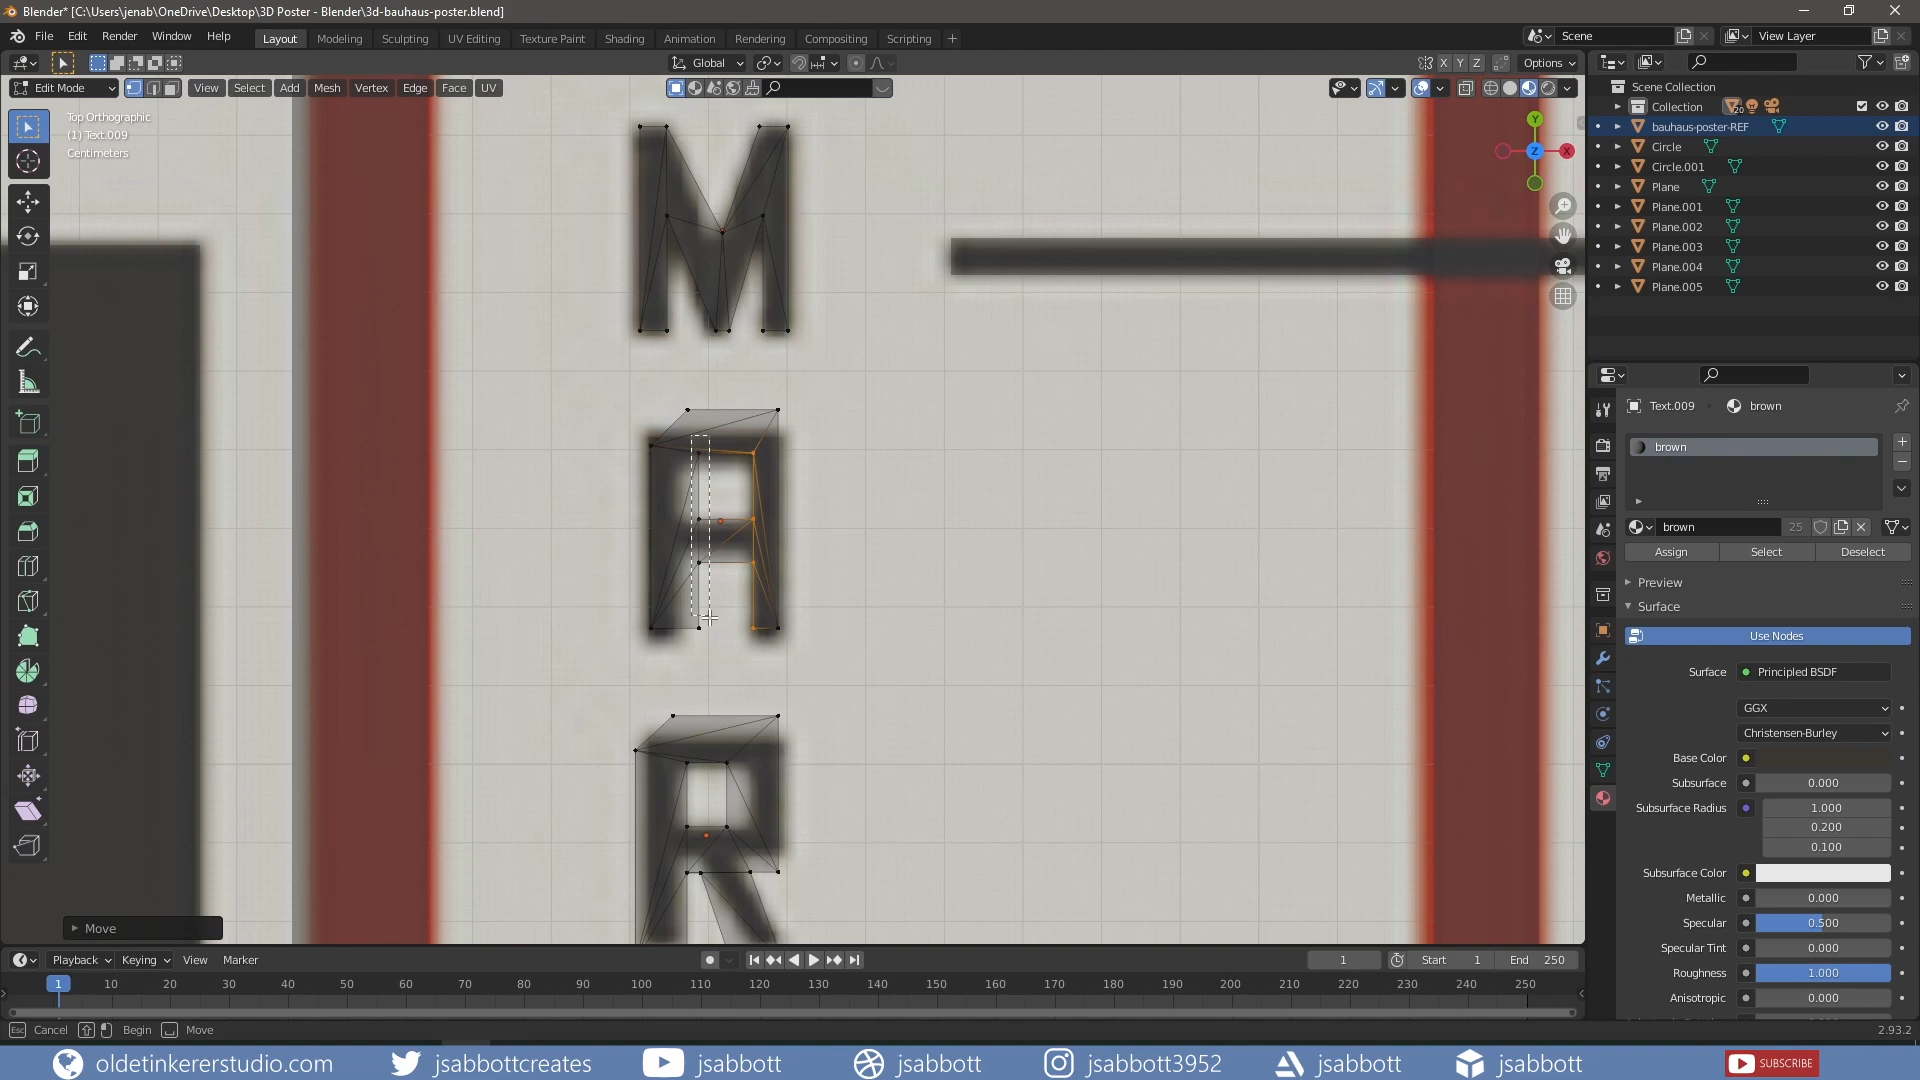 Blender* [C:\Users\jenab\OneDrive\Desktop\3D Poster - Blender\3d-bauhaus-poster.blend]
File Edit Render Window Help Layout Modeling Sculpting UV Editing Texture Paint Shading Animation Rendering Compositing Scripting + Scene View Layer
Global X Y Z Options
Edit Mode View Select Add Mesh Vertex Edge Face UV
Top Orthographic
(1) Text.009
Centimeters
Y
Z X
M
A
R
Scene Collection
Collection 20
bauhaus-poster-REF
Circle
Circle.001
Plane
Plane.001
Plane.002
Plane.003
Plane.004
Plane.005
Text.009 brown
brown
brown 25
Assign Select Deselect
Preview
Surface
Use Nodes
Surface Principled BSDF
GGX
Christensen-Burley
Base Color
Subsurface 0.000
Subsurface Radius 1.000
0.200
0.100
Subsurface Color
Metallic 0.000
Specular 0.500
Specular Tint 0.000
Roughness 1.000
Anisotropic 0.000
Move
Playback Keying View Marker 1 Start 1 End 250
1 10 20 30 40 50 60 70 80 90 100 110 120 130 140 150 160 170 180 190 200 210 220 230 240 250
Esc Cancel Begin Move 2.93.2
oldetinkererstudio.com jsabbottcreates jsabbott jsabbott jsabbott3952 jsabbott jsabbott SUBSCRIBE